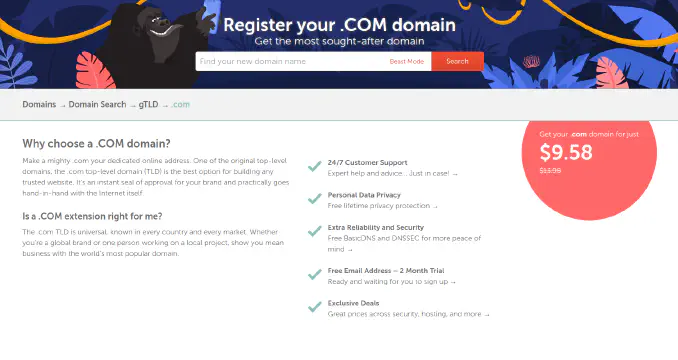 Register your .COM domain
Get the most sought-after domain
Find your new domain name
Beast Mode
Search
Domains → Domain Search → gTLD → .com
Get your .com domain for just
$9.58
$13.98
Why choose a .COM domain?
Make a mighty .com your dedicated online address. One of the original top-level
domains, the .com top-level domain (TLD) is the best option for building any
trusted website. It's an instant seal of approval for your brand and practically goes
hand-in-hand with the Internet itself.
Is a .COM extension right for me?
The .com TLD is universal, known in every country and every market. Whether
you're a global brand or one person working on a local project, show you mean
business with the world's most popular domain.
24/7 Customer Support
Expert help and advice... Just in case! →
Personal Data Privacy
Free lifetime privacy protection →
Extra Reliability and Security
Free BasicDNS and DNSSEC for more peace of
mind →
Free Email Address – 2 Month Trial
Ready and waiting for you to sign up →
Exclusive Deals
Great prices across security, hosting, and more →